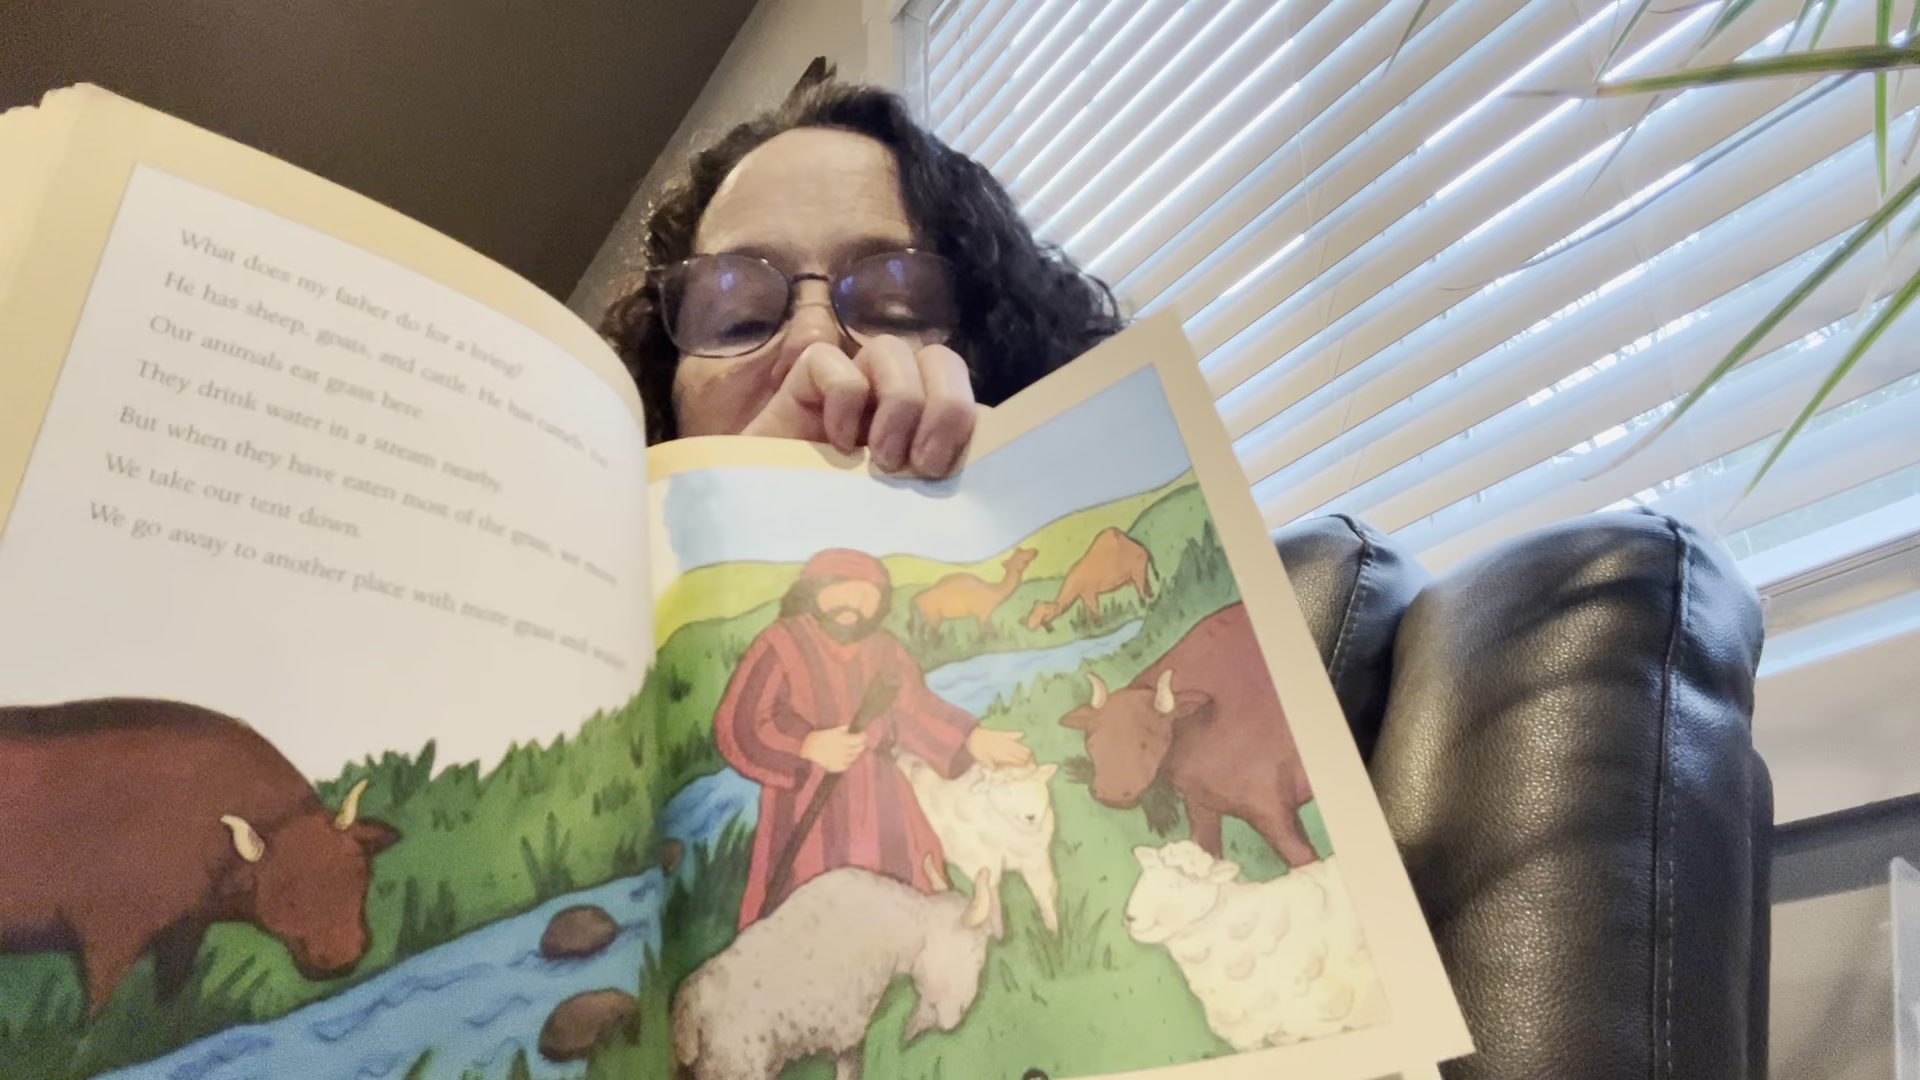 What does my father do for a living?
He has sheep, goats, and cattle. He has camels, too.
Our animals eat grass here.
They drink water in a stream nearby.
But when they have eaten most of the grass, we move.
We take our tent down.
We go away to another place with more grass and water.